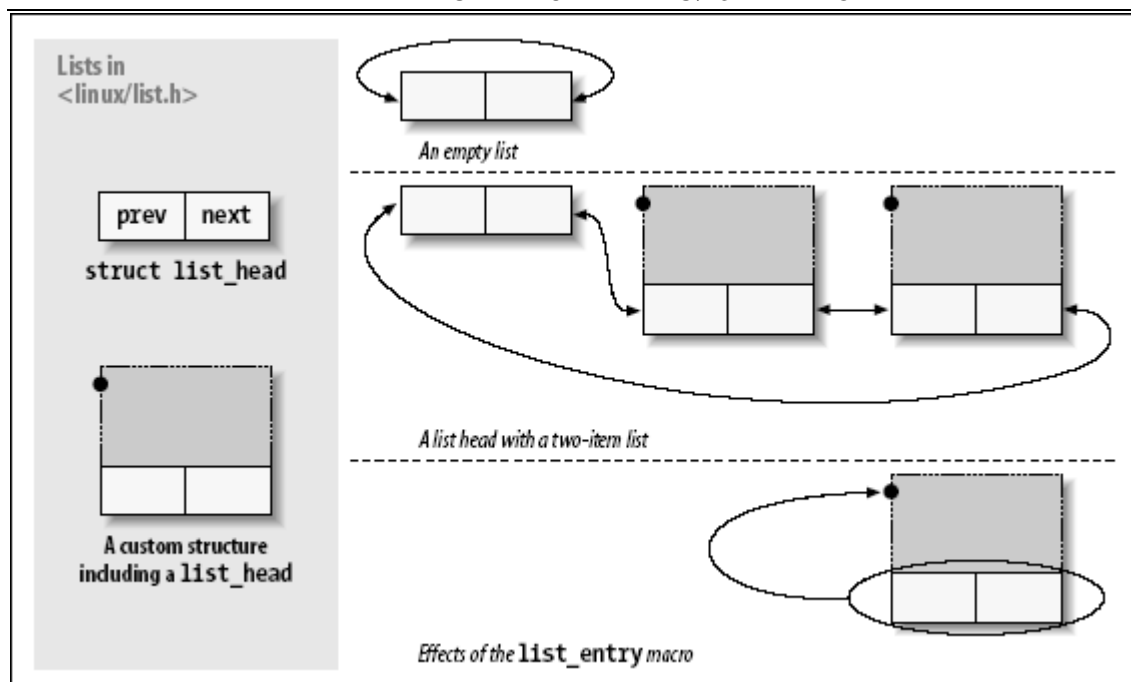 Lists in
<linux/list.h>
prev next
struct list_head
A custom structure
including a list_head
An empty list
A list head with a two-item list
Effects of the list_entry macro